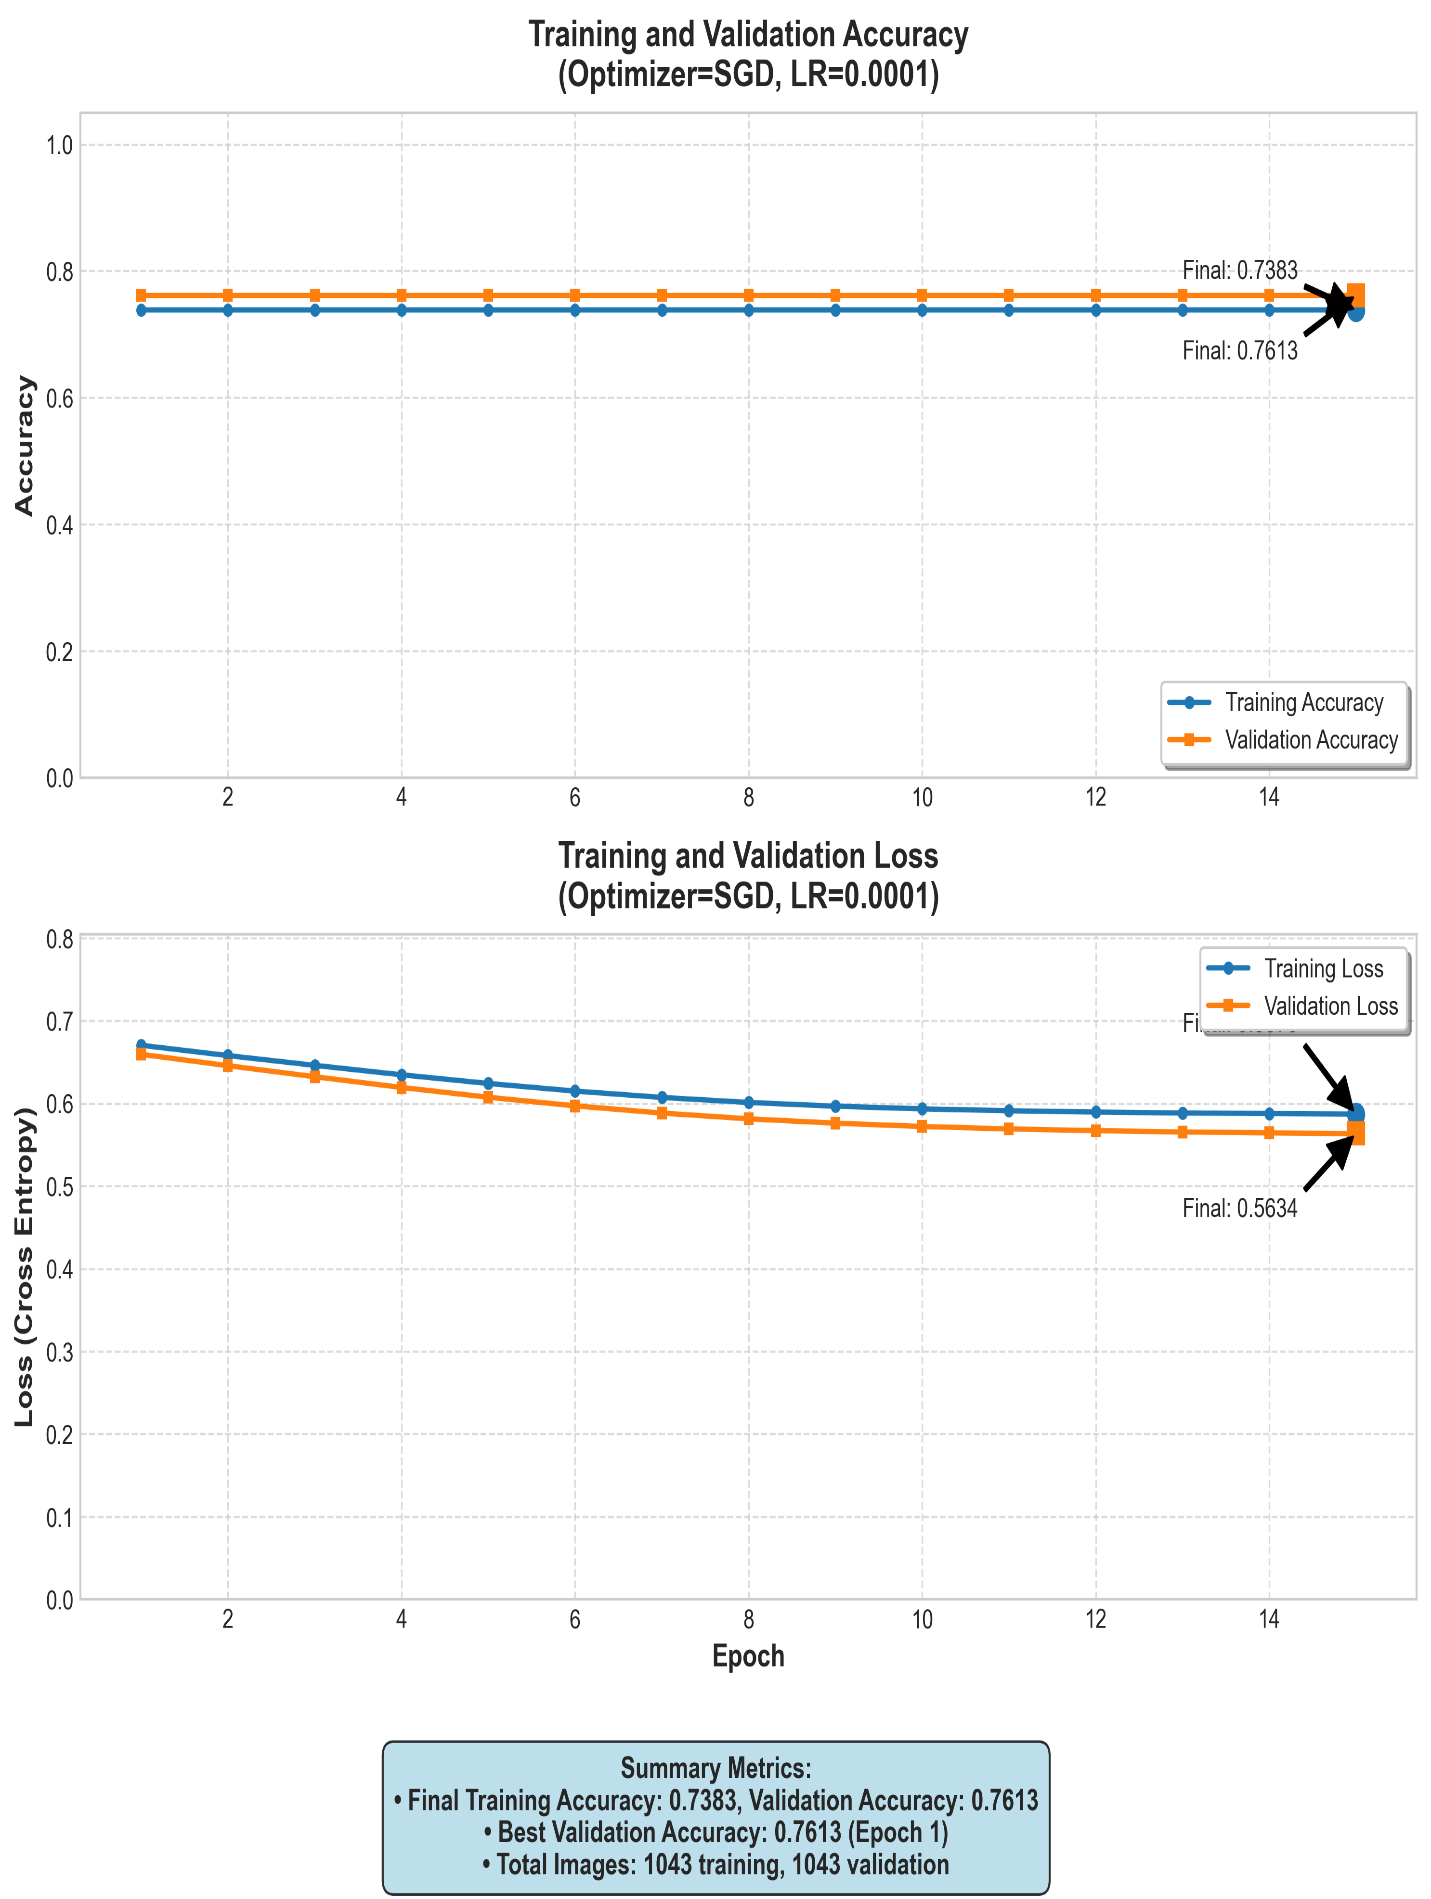 Training and Validation Accuracy
(Optimizer=SGD, LR=0.0001)
Accuracy
1.0
0.8
0.6
0.4
0.2
0.0
Final: 0.7383
Final: 0.7613
Training Accuracy
Validation Accuracy
2 4 6 8 10 12 14
Training and Validation Loss
(Optimizer=SGD, LR=0.0001)
Loss (Cross Entropy)
0.8
0.7
0.6
0.5
0.4
0.3
0.2
0.1
0.0
Training Loss
Validation Loss
Final: 0.5634
2 4 6 8 10 12 14
Epoch
Summary Metrics:
• Final Training Accuracy: 0.7383, Validation Accuracy: 0.7613
• Best Validation Accuracy: 0.7613 (Epoch 1)
• Total Images: 1043 training, 1043 validation